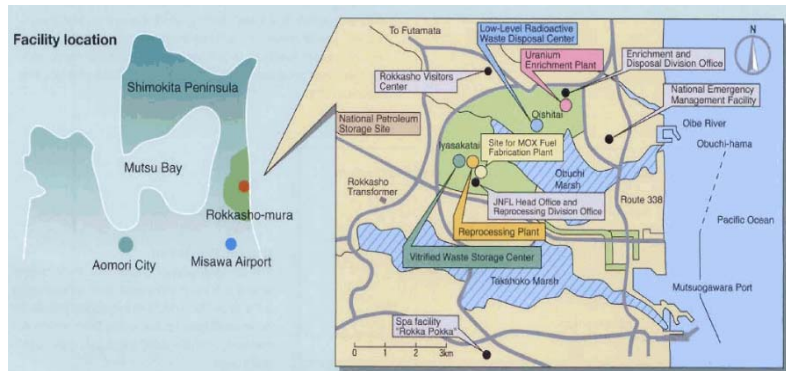 Facility location
Shimokita Peninsula
Mutsu Bay
Rokkasho-mura
Aomori City
Misawa Airport
To Futamata
Low-Level Radioactive
Waste Disposal Center
Uranium
Enrichment Plant
Enrichment and
Disposal Division Office
N
Rokkasho Visitors
Center
National Emergency
Management Facility
National Petroleum
Storage Site
Oishitai
Oibe River
Iyasakatai
Site for MOX Fuel
Fabrication Plant
Obuchi-hama
Obuchi
Marsh
Rokkasho
Transformer
JNFL Head Office and
Reprocessing Division Office
Route 338
Pacific Ocean
Reprocessing Plant
Vitrified Waste Storage Center
Takahoko Marsh
Mutsuogawara Port
Spa facility
"Rokka Pokka"
0 1 2 3km